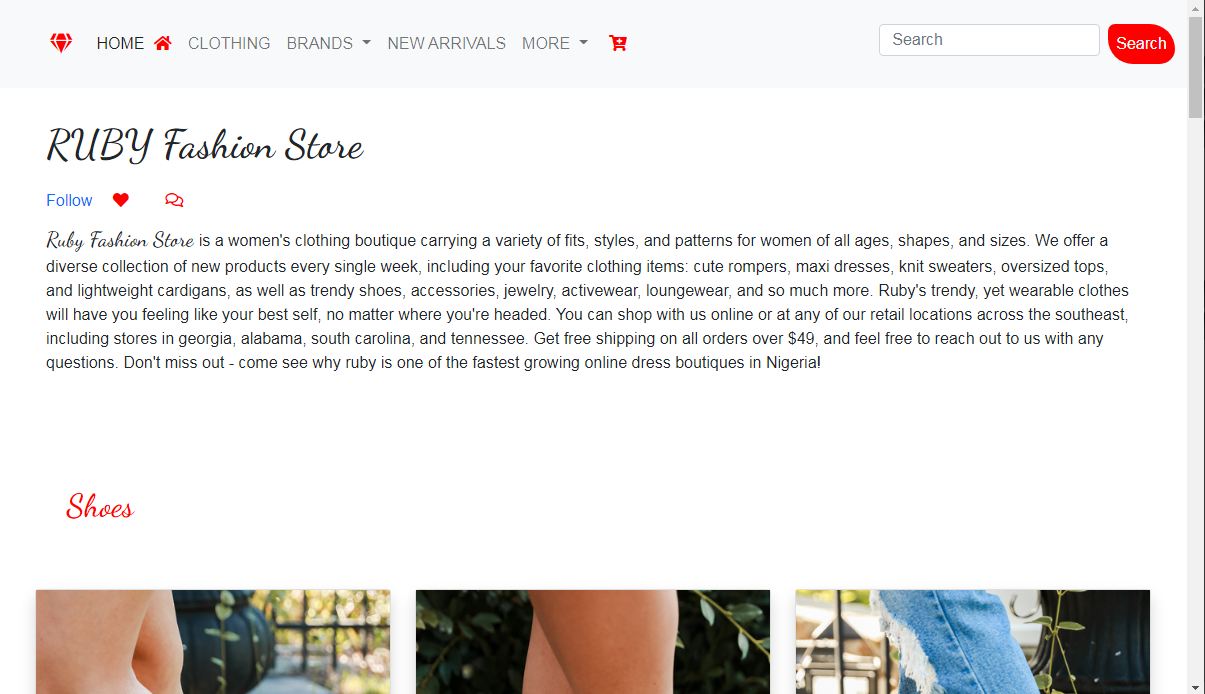 HOME CLOTHING BRANDS NEW ARRIVALS MORE Search Search
RUBY Fashion Store
Follow
Ruby Fashion Store is a women's clothing boutique carrying a variety of fits, styles, and patterns for women of all ages, shapes, and sizes. We offer a
diverse collection of new products every single week, including your favorite clothing items: cute rompers, maxi dresses, knit sweaters, oversized tops,
and lightweight cardigans, as well as trendy shoes, accessories, jewelry, activewear, loungewear, and so much more. Ruby's trendy, yet wearable clothes
will have you feeling like your best self, no matter where you're headed. You can shop with us online or at any of our retail locations across the southeast,
including stores in georgia, alabama, south carolina, and tennessee. Get free shipping on all orders over $49, and feel free to reach out to us with any
questions. Don't miss out - come see why ruby is one of the fastest growing online dress boutiques in Nigeria!
Shoes